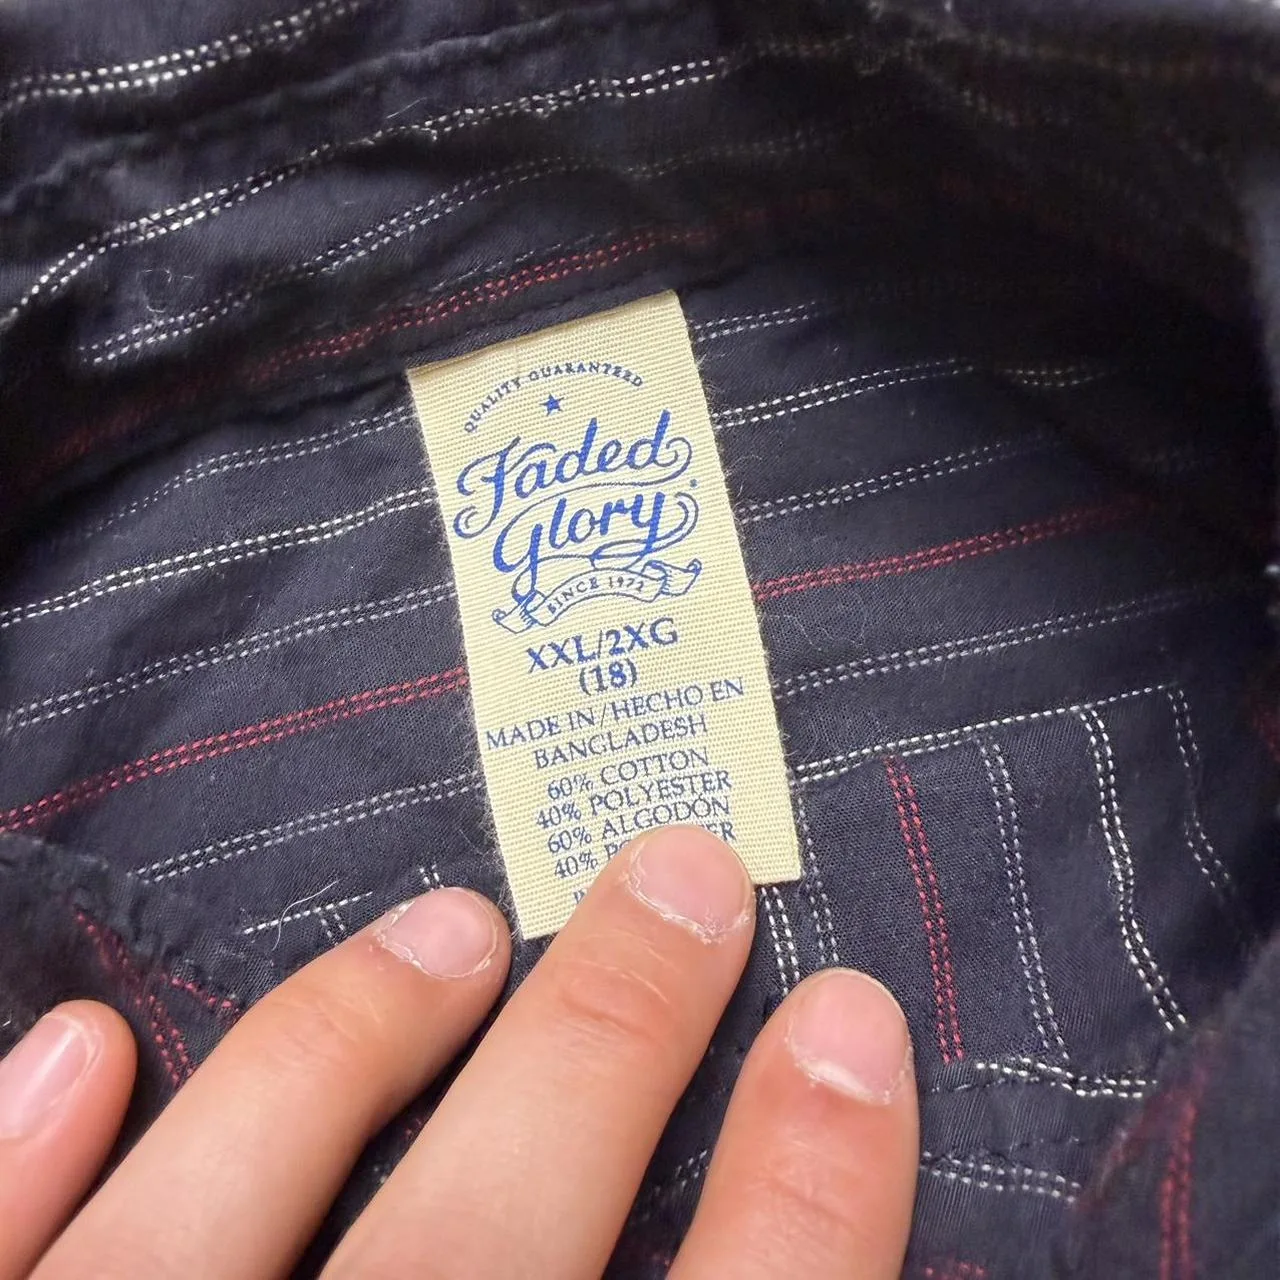 QUALITY GUARANTEED
Faded
Glory
SINCE 1972
XXL/2XG
(18)
MADE IN/HECHO EN
BANGLADESH
60% COTTON
40% POLYESTER
60% ALGODÓN
40%